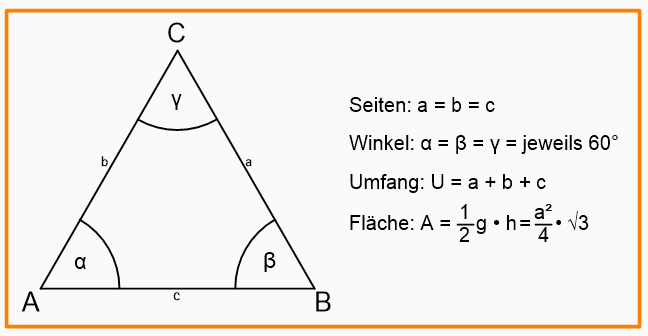 C
γ
b
a
α
β
A
c
B
Seiten: a = b = c
Winkel: α = β = γ = jeweils 60°
Umfang: U = a + b + c
Fläche: A = 1/2 g • h = a²/4 • √3